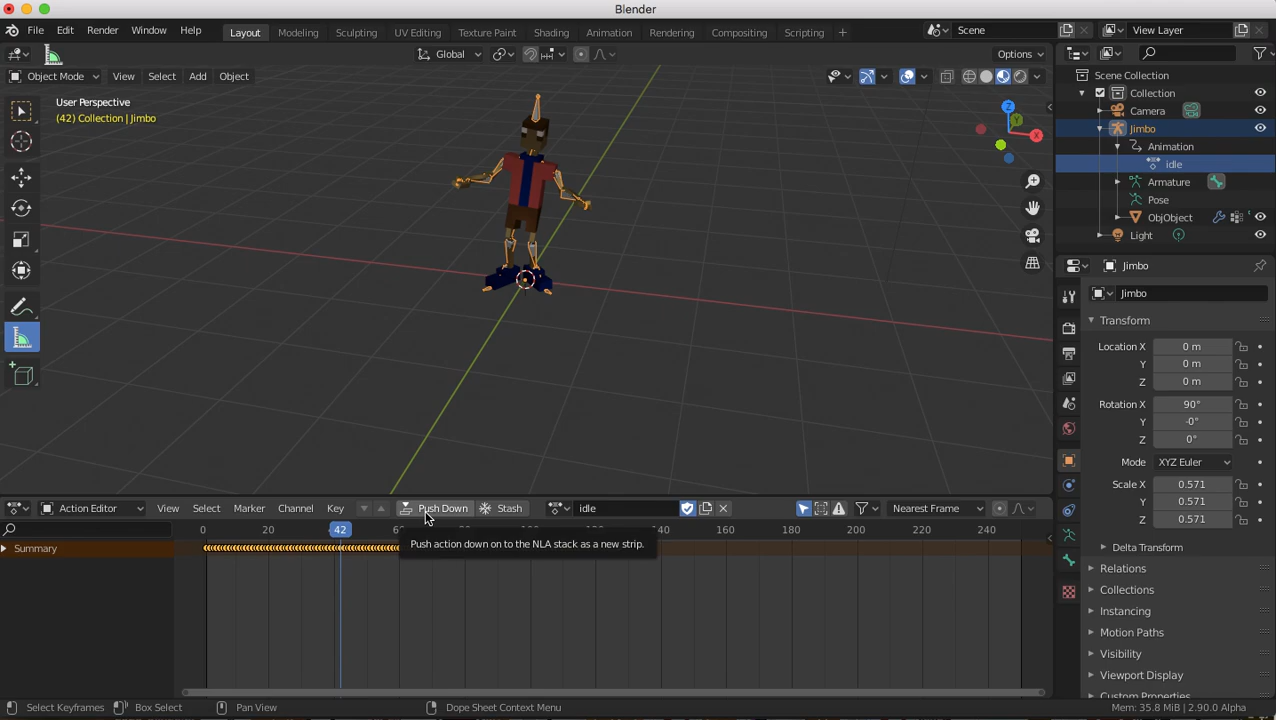 Blender
File Edit Render Window Help Layout Modeling Sculpting UV Editing Texture Paint Shading Animation Rendering Compositing Scripting + Scene View Layer
Global Options
Object Mode View Select Add Object
User Perspective
(42) Collection | Jimbo
Z
Y
X
Scene Collection
Collection
Camera
Jimbo
Animation
idle
Armature
Pose
ObjObject
Light
Jimbo
Jimbo
Transform
Location X 0 m
Y 0 m
Z 0 m
Rotation X 90°
Y -0°
Z 0°
Mode XYZ Euler
Scale X 0.571
Y 0.571
Z 0.571
Delta Transform
Relations
Collections
Instancing
Motion Paths
Visibility
Viewport Display
Custom Properties
Action Editor View Select Marker Channel Key Push Down Stash idle Nearest Frame
0 20 42 60 100 120 140 160 180 200 220 240
Summary
Push action down on to the NLA stack as a new strip.
Select Keyframes Box Select Pan View Dope Sheet Context Menu Mem: 35.8 MiB | 2.90.0 Alpha